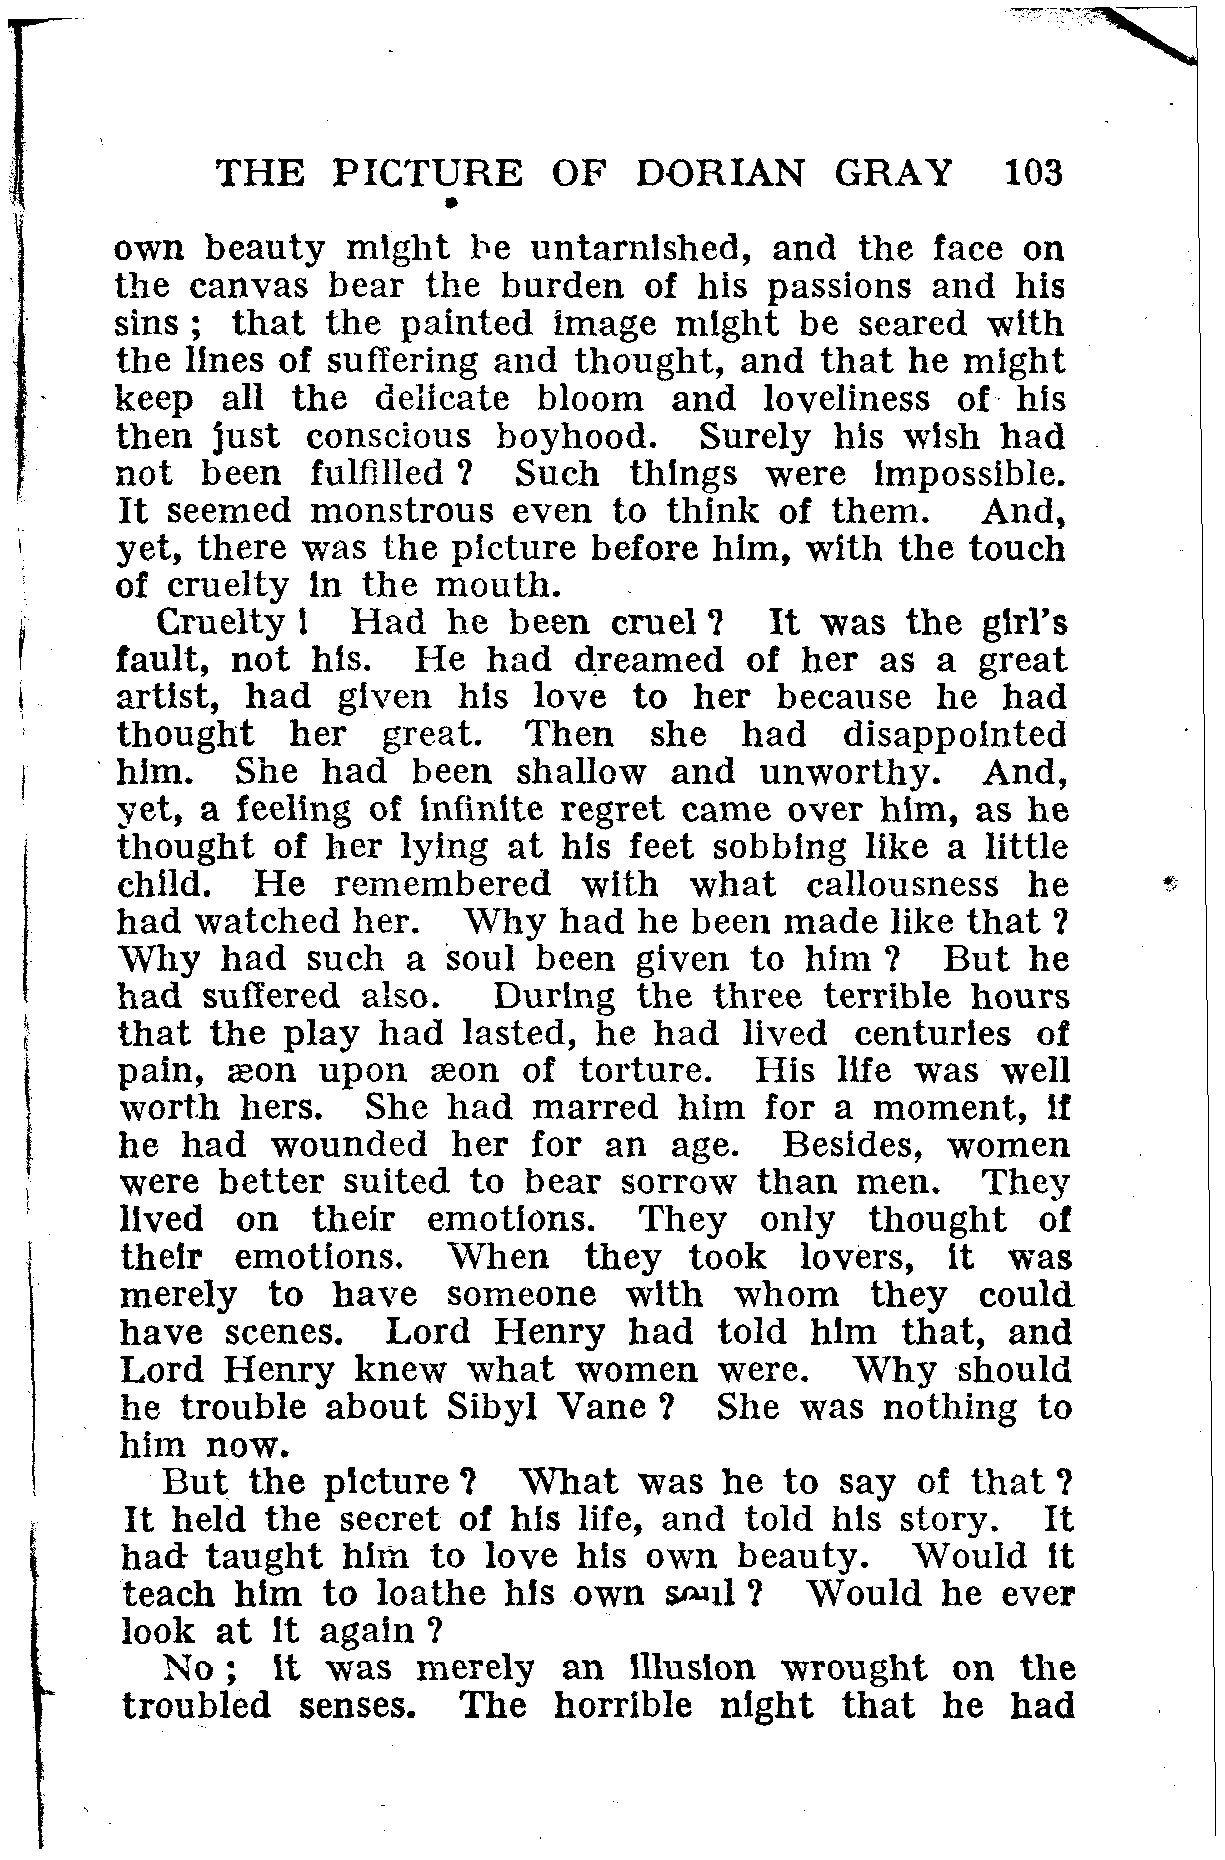 THE PICTURE OF DORIAN GRAY 103
own beauty might be untarnished, and the face on
the canvas bear the burden of his passions and his
sins ; that the painted image might be seared with
the lines of suffering and thought, and that he might
keep all the delicate bloom and loveliness of his
then just conscious boyhood. Surely his wish had
not been fulfilled ? Such things were impossible.
It seemed monstrous even to think of them. And,
yet, there was the picture before him, with the touch
of cruelty in the mouth.
Cruelty ! Had he been cruel ? It was the girl's
fault, not his. He had dreamed of her as a great
artist, had given his love to her because he had
thought her great. Then she had disappointed
him. She had been shallow and unworthy. And,
yet, a feeling of infinite regret came over him, as he
thought of her lying at his feet sobbing like a little
child. He remembered with what callousness he
had watched her. Why had he been made like that ?
Why had such a soul been given to him ? But he
had suffered also. During the three terrible hours
that the play had lasted, he had lived centuries of
pain, æon upon æon of torture. His life was well
worth hers. She had marred him for a moment, if
he had wounded her for an age. Besides, women
were better suited to bear sorrow than men. They
lived on their emotions. They only thought of
their emotions. When they took lovers, it was
merely to have someone with whom they could
have scenes. Lord Henry had told him that, and
Lord Henry knew what women were. Why should
he trouble about Sibyl Vane ? She was nothing to
him now.
But the picture ? What was he to say of that ?
It held the secret of his life, and told his story. It
had taught him to love his own beauty. Would it
teach him to loathe his own soul ? Would he ever
look at it again ?
No ; it was merely an illusion wrought on the
troubled senses. The horrible night that he had